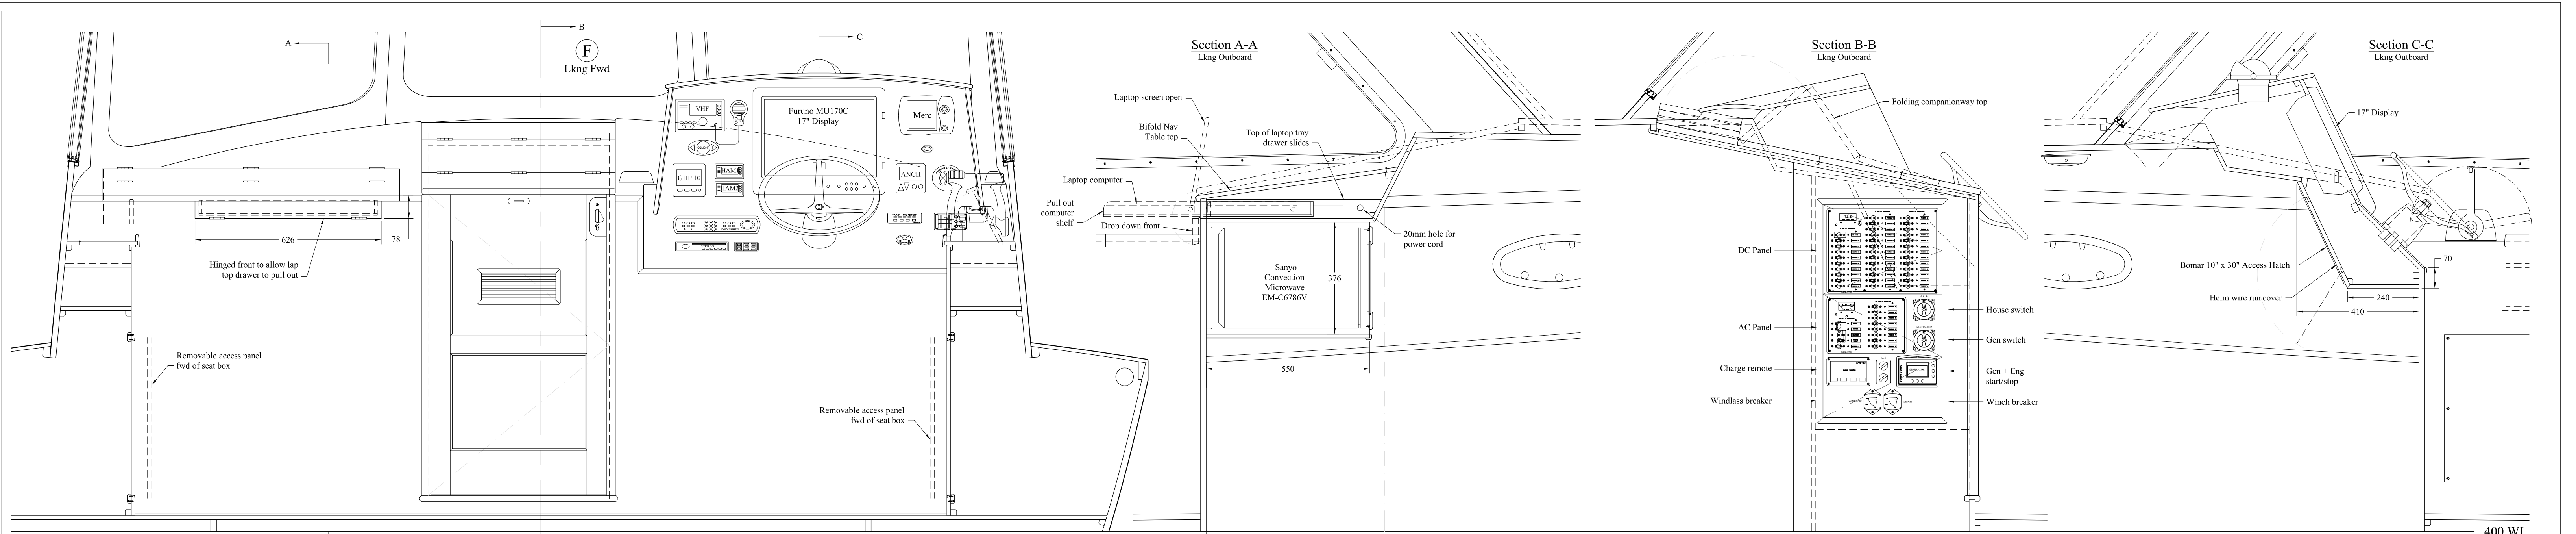 A
B
F
Lkng Fwd
C
VHF
Furuno MU170C
17" Display
Merc
GHP 10
HAM
HAM2
ANCH
626
78
Hinged front to allow lap
top drawer to pull out
Removable access panel
fwd of seat box
Removable access panel
fwd of seat box
Section A-A
Lkng Outboard
Laptop screen open
Bifold Nav
Table top
Top of laptop tray
drawer slides
Laptop computer
Pull out
computer
shelf
Drop down front
20mm hole for
power cord
Sanyo
Convection
Microwave
EM-C6786V
376
550
Section B-B
Lkng Outboard
Folding companionway top
DC Panel
AC Panel
Charge remote
Windlass breaker
House switch
Gen switch
Gen + Eng
start/stop
Winch breaker
Section C-C
Lkng Outboard
17" Display
Bomar 10" x 30" Access Hatch
Helm wire run cover
70
240
410
400 WL